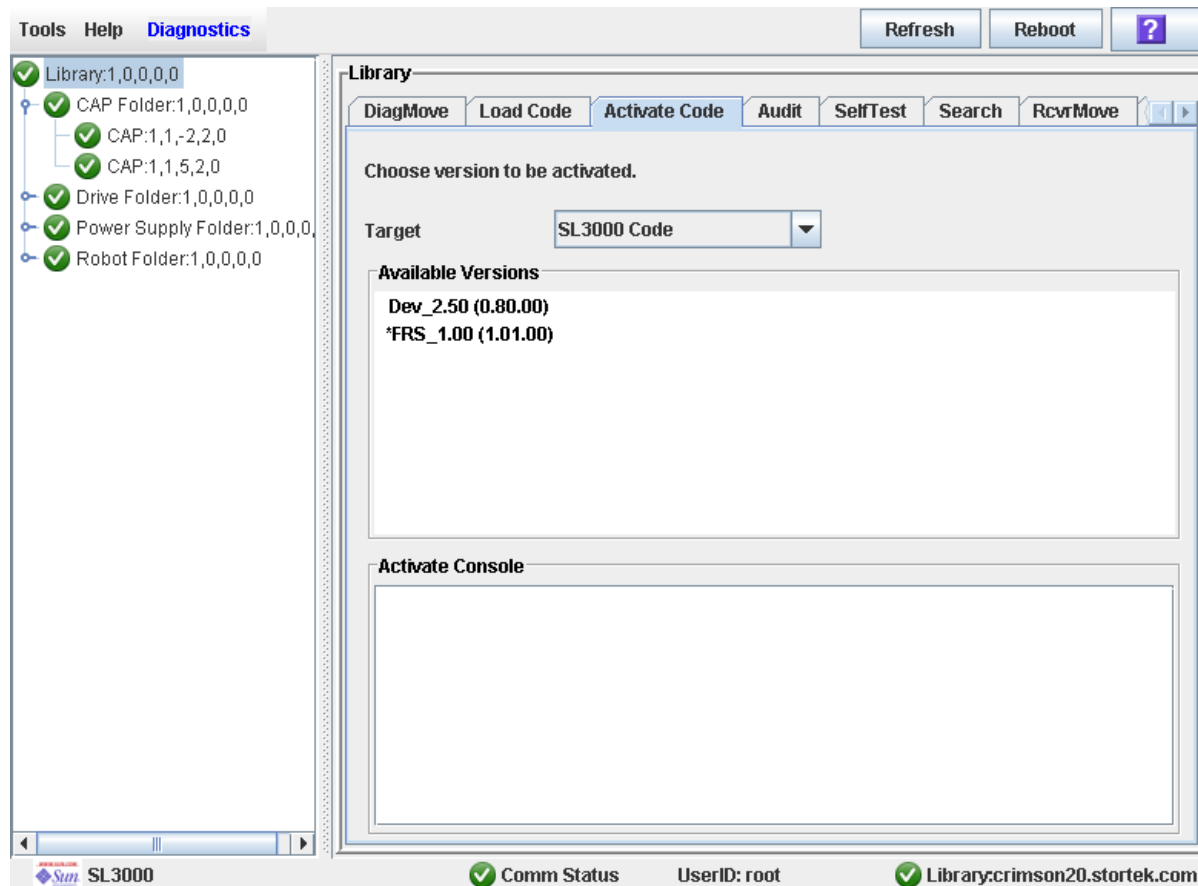 Tools Help Diagnostics
Refresh
Reboot
?
Library:1,0,0,0,0
CAP Folder:1,0,0,0,0
CAP:1,1,-2,2,0
CAP:1,1,5,2,0
Drive Folder:1,0,0,0,0
Power Supply Folder:1,0,0,0,
Robot Folder:1,0,0,0,0
Library
DiagMove Load Code Activate Code Audit SelfTest Search RcvrMove
Choose version to be activated.
Target SL3000 Code
Available Versions
Dev_2.50 (0.80.00)
*FRS_1.00 (1.01.00)
Activate Console
Sun SL3000 Comm Status UserID: root Library:crimson20.stortek.com